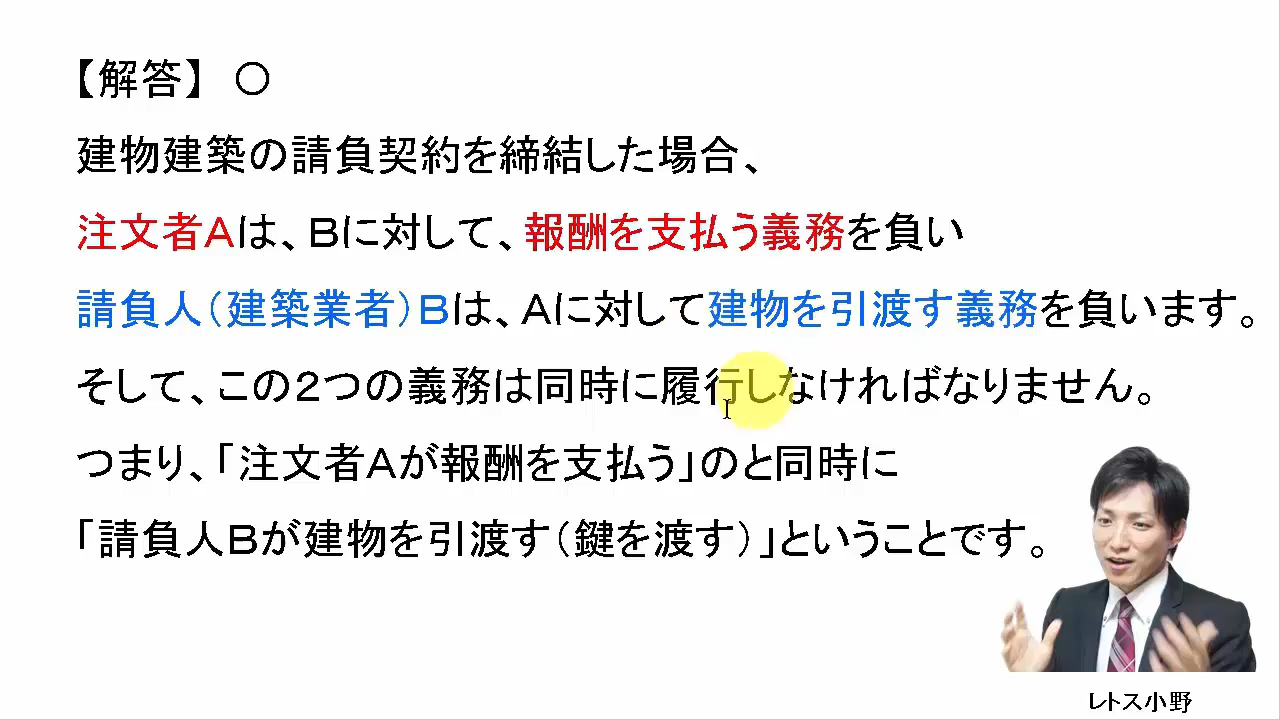 【解答】 ○
建物建築の請負契約を締結した場合、
注文者Ａは、Ｂに対して、報酬を支払う義務を負い
請負人（建築業者）Ｂは、Ａに対して建物を引渡す義務を負います。
そして、この２つの義務は同時に履行しなければなりません。
つまり、「注文者Ａが報酬を支払う」のと同時に
「請負人Ｂが建物を引渡す（鍵を渡す）」ということです。
レトス小野